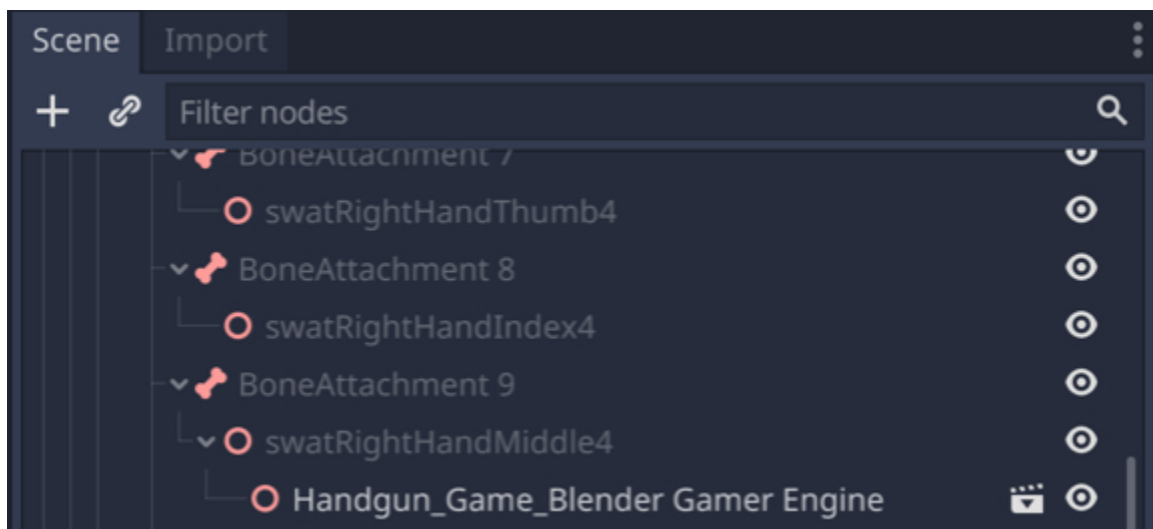 Scene Import
Filter nodes
BoneAttachment 7
swatRightHandThumb4
BoneAttachment 8
swatRightHandIndex4
BoneAttachment 9
swatRightHandMiddle4
Handgun_Game_Blender Gamer Engine